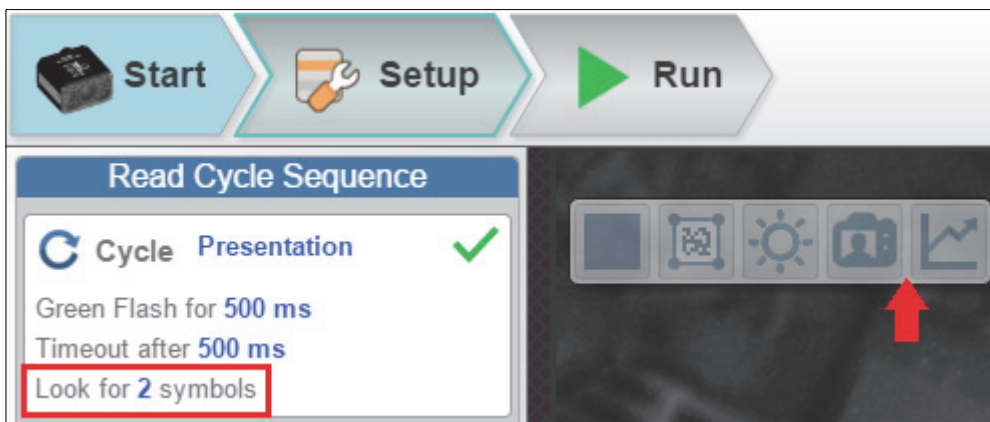 Start
Setup
Run
Read Cycle Sequence
Cycle Presentation
Green Flash for 500 ms
Timeout after 500 ms
Look for 2 symbols